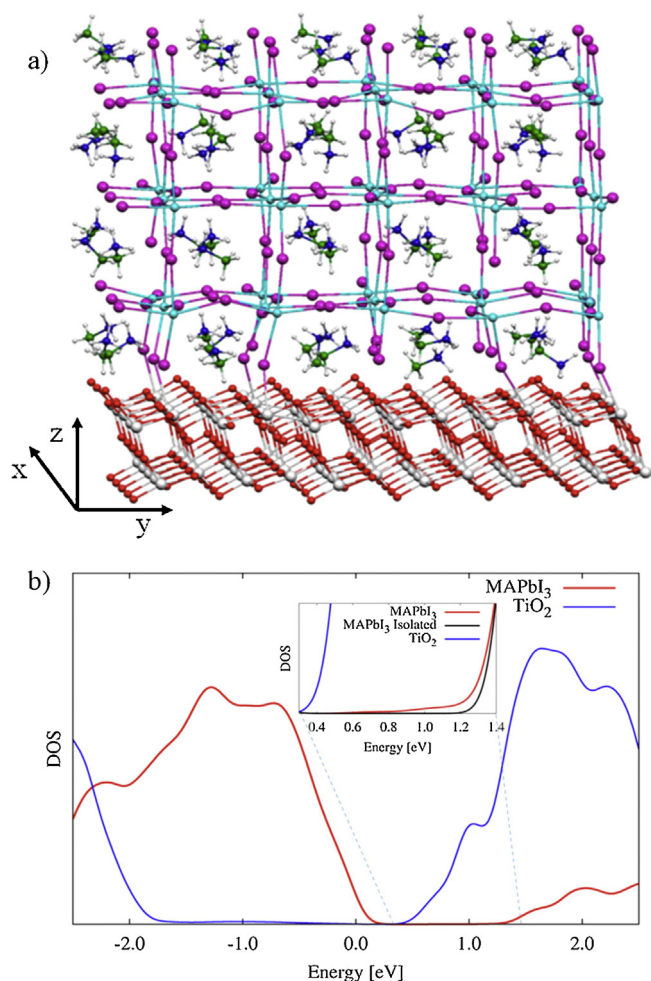 a)
z
x
y
b)
MAPbI₃
TiO₂
MAPbI₃
MAPbI₃ Isolated
TiO₂
DOS
0.4 0.6 0.8 1.0 1.2 1.4
Energy [eV]
DOS
-2.0 -1.0 0.0 1.0 2.0
Energy [eV]